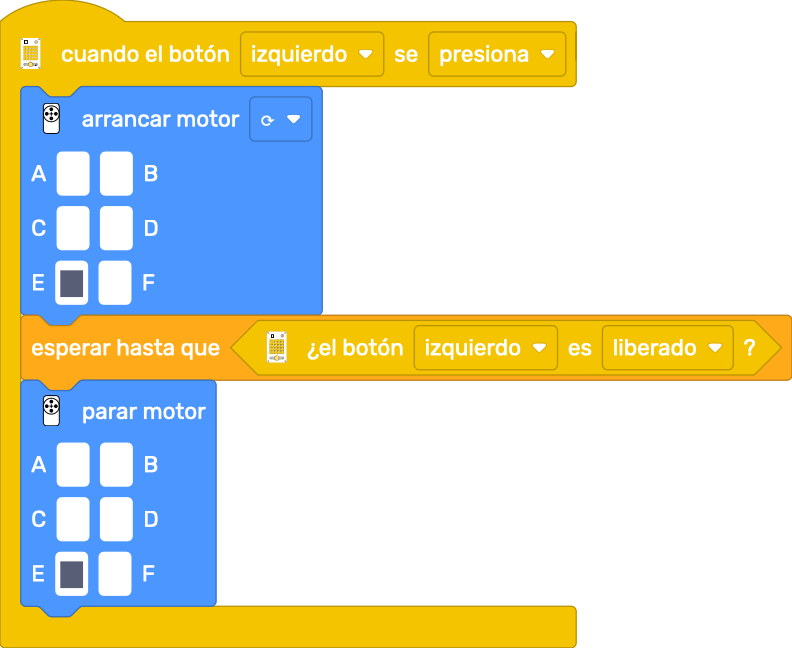 cuando el botón izquierdo se presiona
arrancar motor ⟳
A B
C D
E F
esperar hasta que ¿el botón izquierdo es liberado ?
parar motor
A B
C D
E F